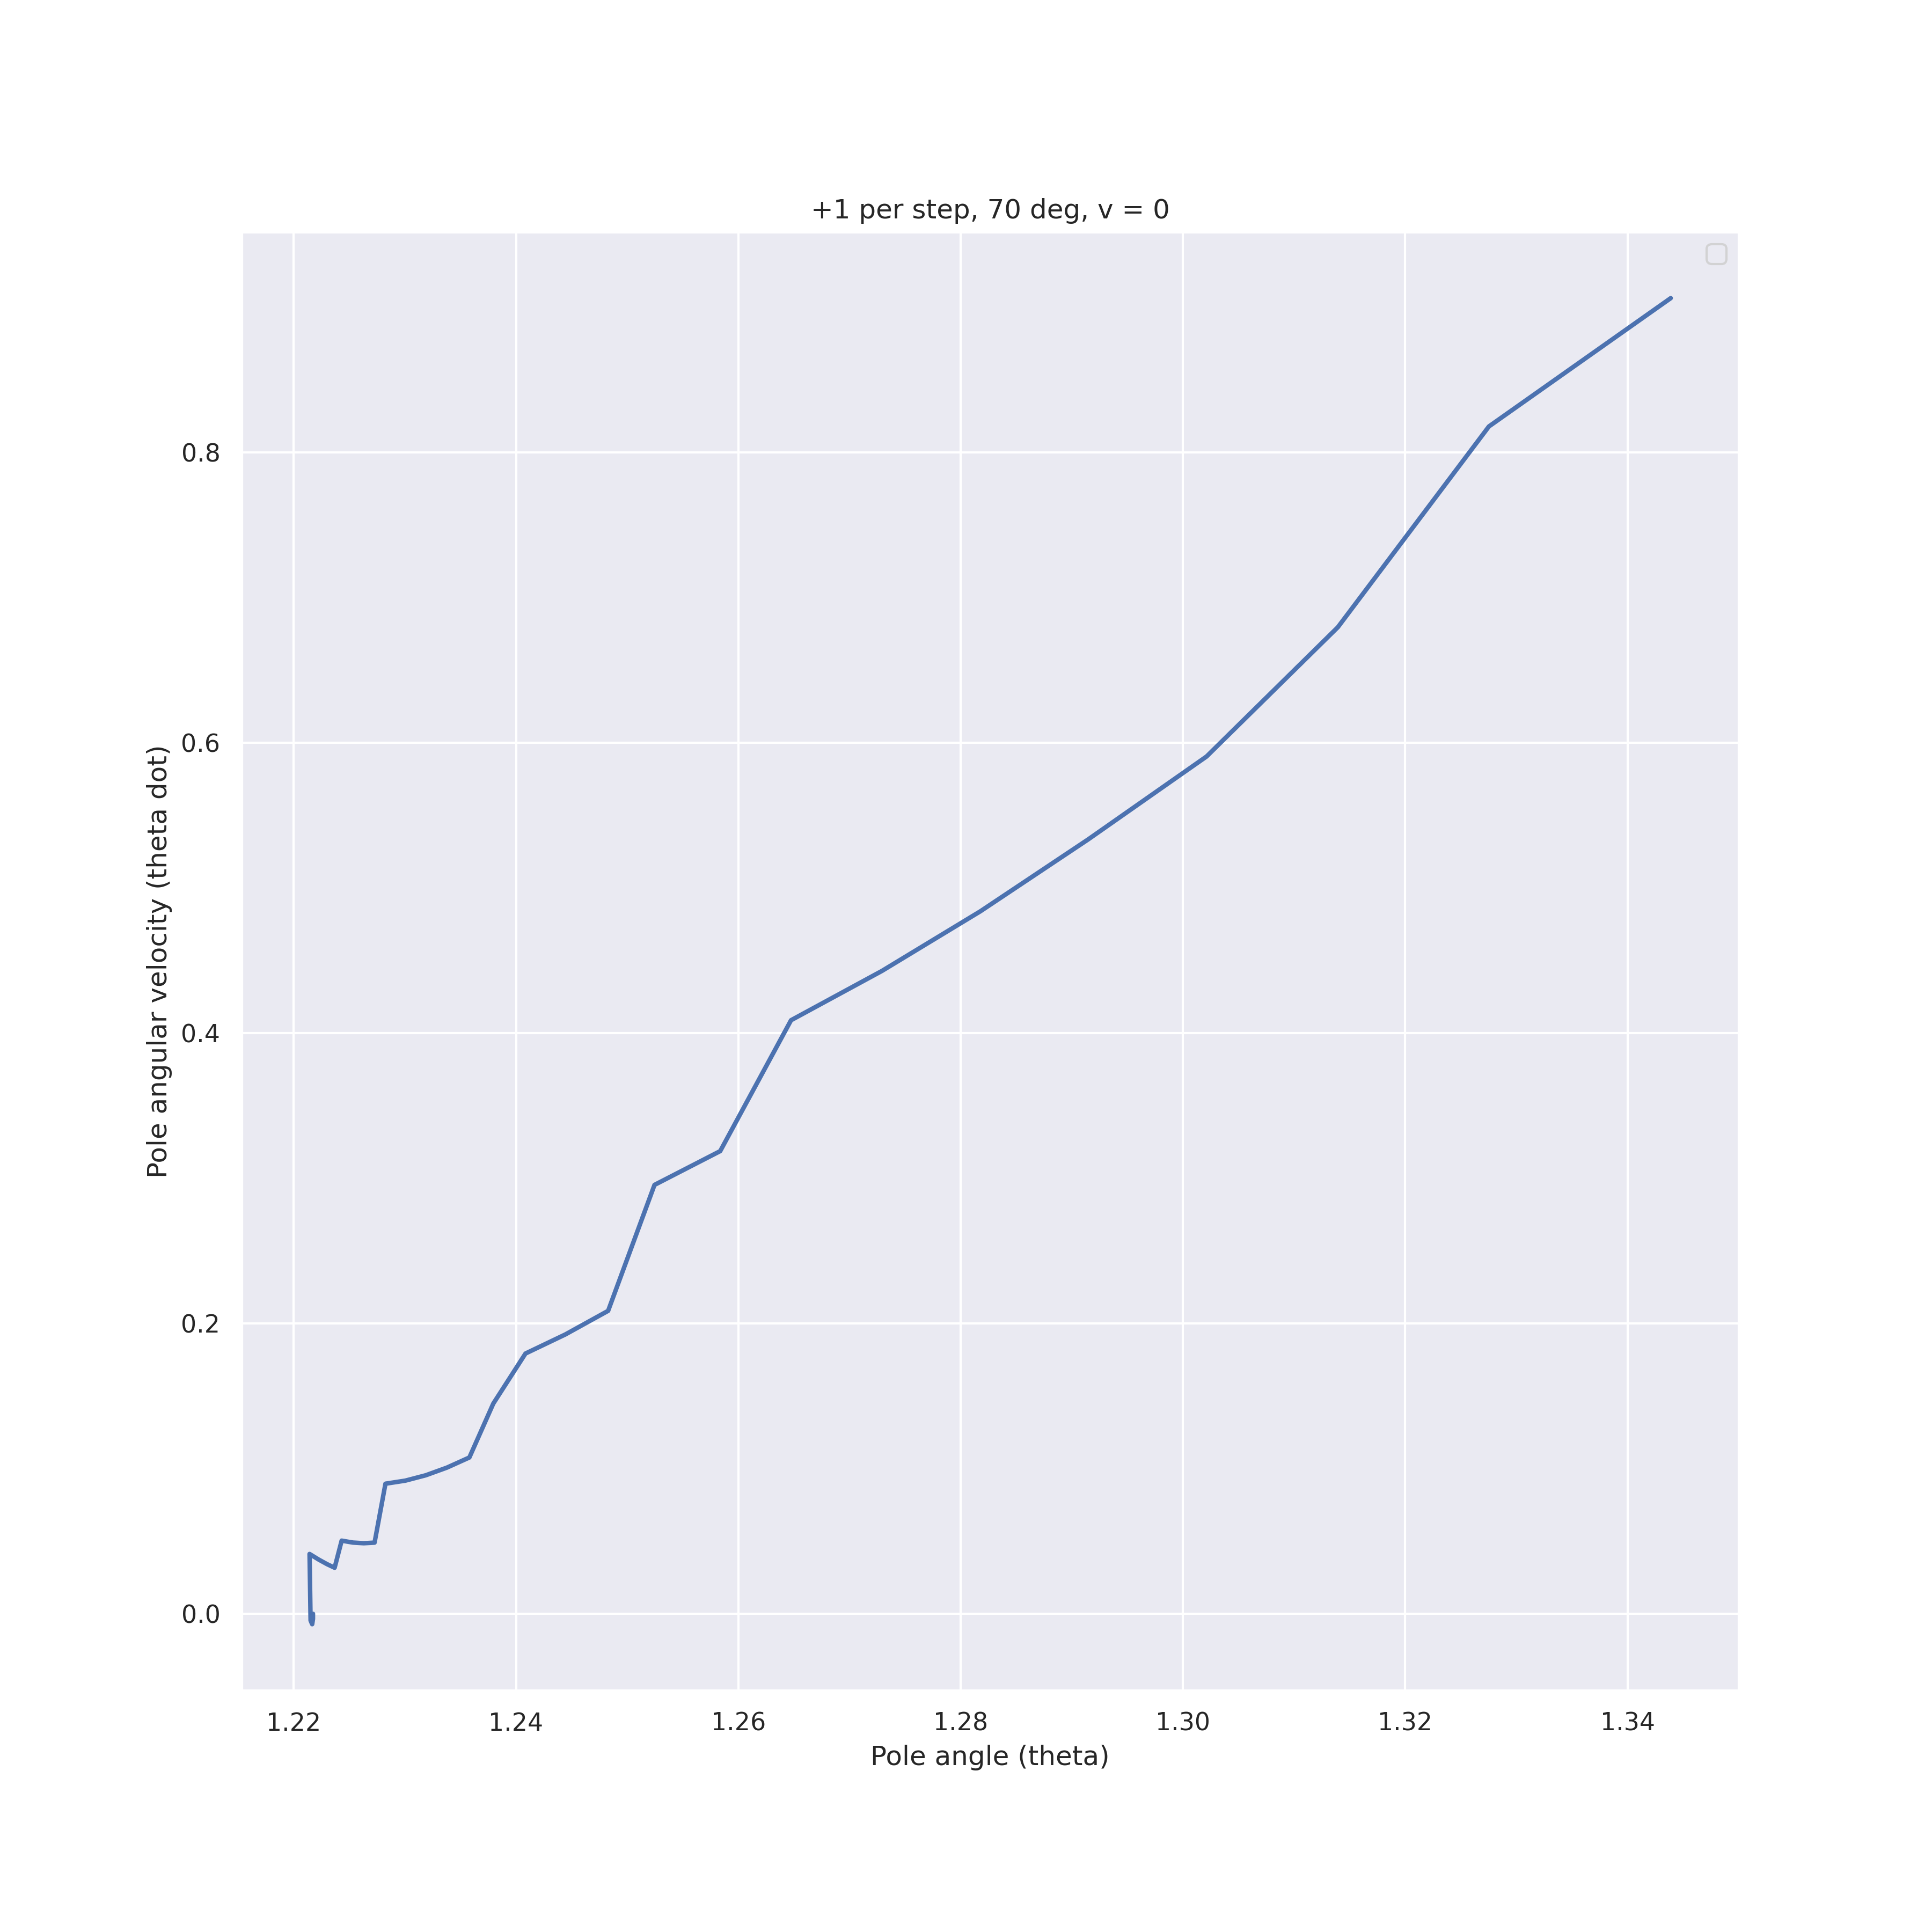 +1 per step, 70 deg, v = 0
Pole angular velocity (theta dot)
0.8
0.6
0.4
0.2
0.0
1.22 1.24 1.26 1.28 1.30 1.32 1.34
Pole angle (theta)